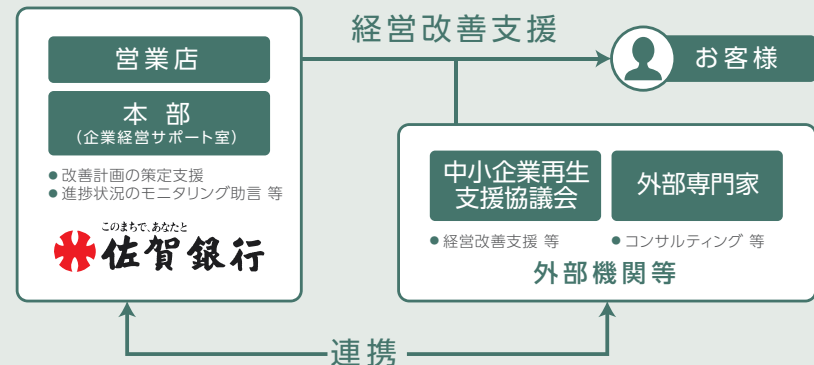 経営改善支援
営業店
本 部
(企業経営サポート室)
● 改善計画の策定支援
● 進捗状況のモニタリング助言 等
このまちで、あなたと
佐賀銀行
お客様
中小企業再生
支援協議会
● 経営改善支援 等
外部専門家
● コンサルティング 等
外部機関等
連携